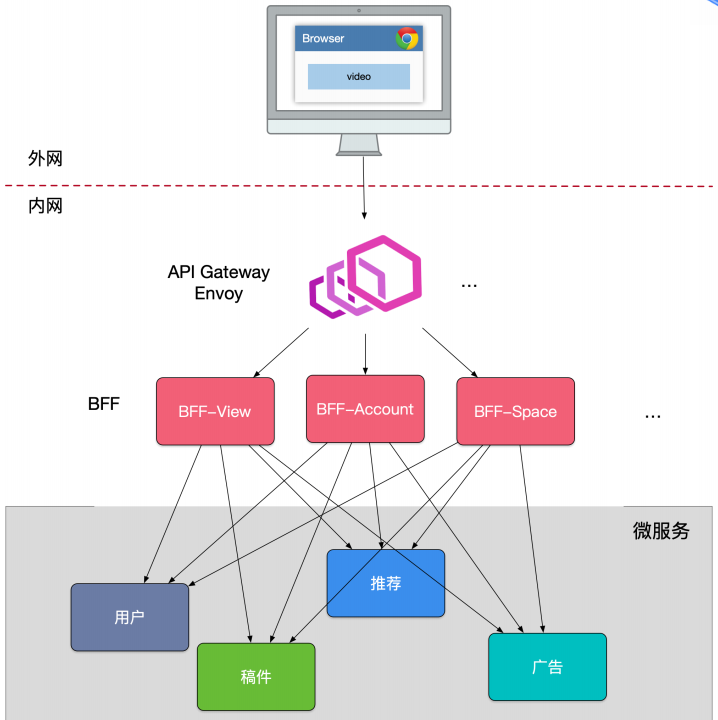 Browser
video
外网
内网
API Gateway
Envoy
...
BFF
BFF-View
BFF-Account
BFF-Space
...
微服务
推荐
用户
稿件
广告